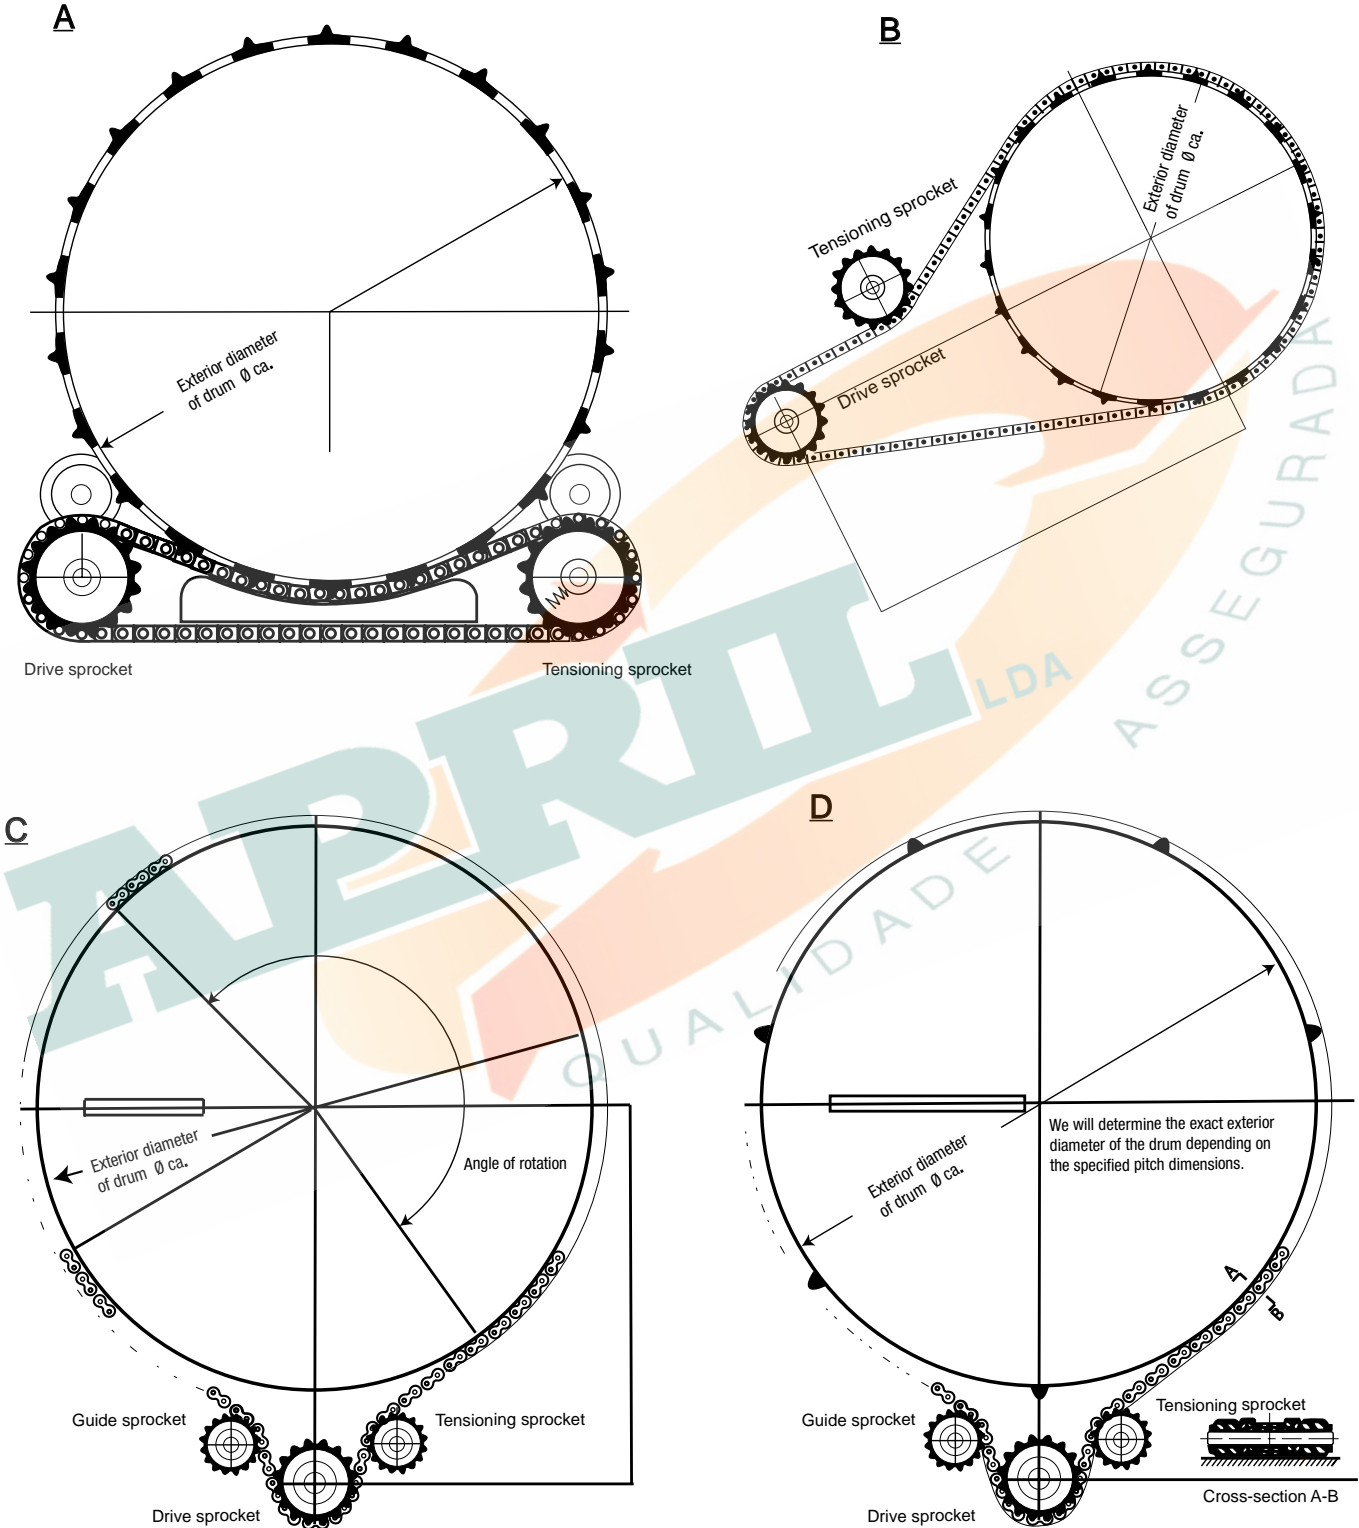 A
B
Exterior diameter
of drum Ø ca.
Tensioning sprocket
Drive sprocket
Exterior diameter
of drum Ø ca.
Drive sprocket
Tensioning sprocket
APRIL LDA
QUALIDADE ASSEGURADA
C
D
Exterior diameter
of drum Ø ca.
Angle of rotation
Guide sprocket
Tensioning sprocket
Drive sprocket
We will determine the exact exterior
diameter of the drum depending on
the specified pitch dimensions.
Exterior diameter
of drum Ø ca.
A
B
Guide sprocket
Tensioning sprocket
Drive sprocket
Cross-section A-B